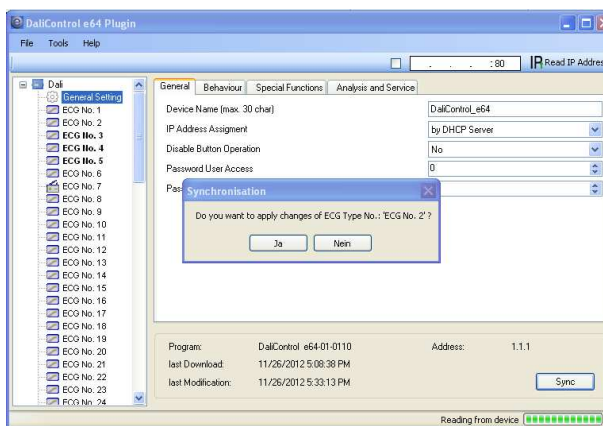 DaliControl e64 Plugin
File Tools Help
. . . :80 IP Read IP Addres
Dali
General Setting
ECG No. 1
ECG No. 2
ECG No. 3
ECG No. 4
ECG No. 5
ECG No. 6
ECG No. 7
ECG No. 8
ECG No. 9
ECG No. 10
ECG No. 11
ECG No. 12
ECG No. 13
ECG No. 14
ECG No. 15
ECG No. 16
ECG No. 17
ECG No. 18
ECG No. 19
ECG No. 20
ECG No. 21
ECG No. 22
ECG No. 23
ECG No. 24
General Behaviour Special Functions Analysis and Service
Device Name (max. 30 char) DaliControl_e64
IP Address Assigment by DHCP Server
Disable Button Operation No
Password User Access 0
Pas
Synchronisation
Do you want to apply changes of ECG Type No.: 'ECG No. 2' ?
Ja Nein
Program: DaliControl e64-01-0110 Address: 1.1.1
last Download: 11/26/2012 5:08:38 PM
last Modification: 11/26/2012 5:33:13 PM
Sync
Reading from device